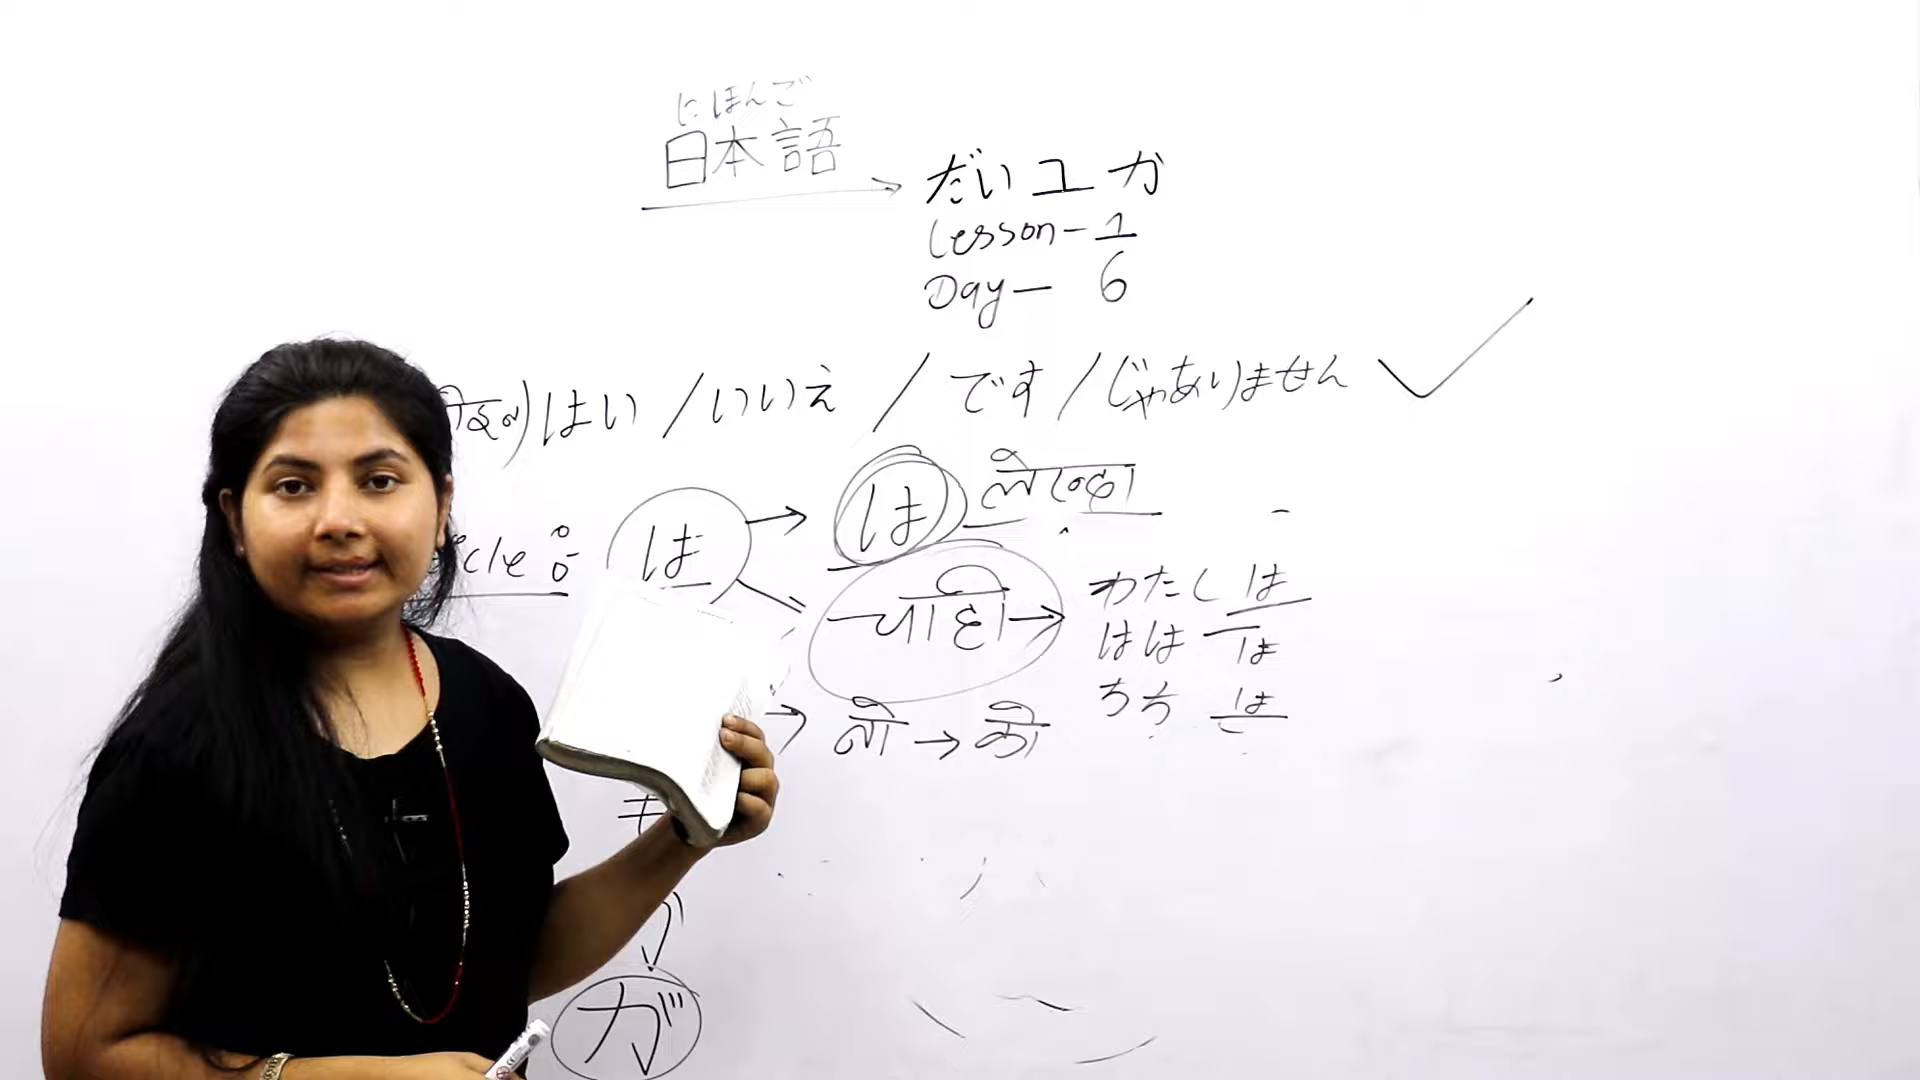 にほんご
日本語 → だい1か
Lesson - 1
Day - 6
はい / いいえ / です / じゃありません ✓
は → は लेख्दा
चाहिँ → わたし は
はは は
ちち は
→ नो → को
も
か
が